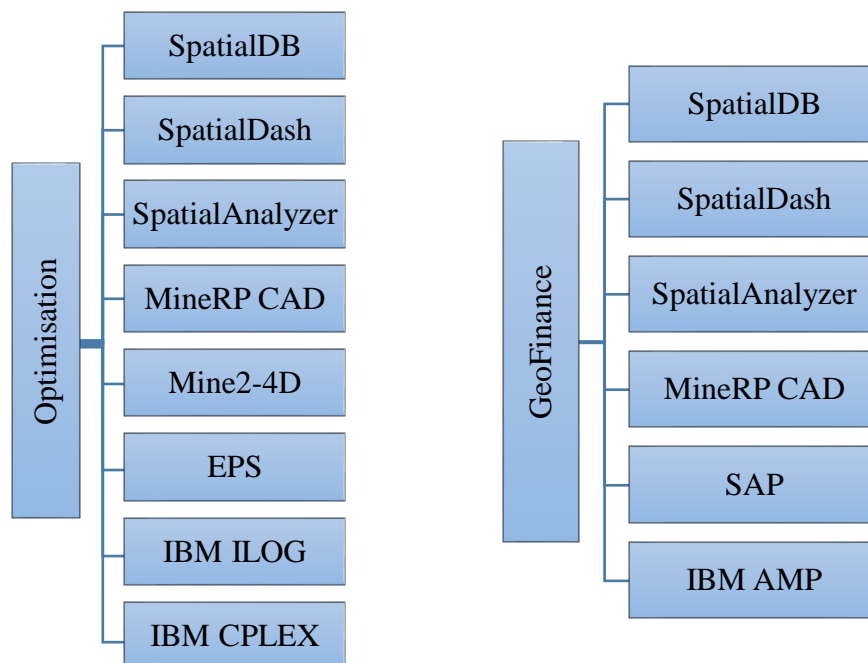 Optimisation
SpatialDB
SpatialDash
SpatialAnalyzer
MineRP CAD
Mine2-4D
EPS
IBM ILOG
IBM CPLEX
GeoFinance
SpatialDB
SpatialDash
SpatialAnalyzer
MineRP CAD
SAP
IBM AMP